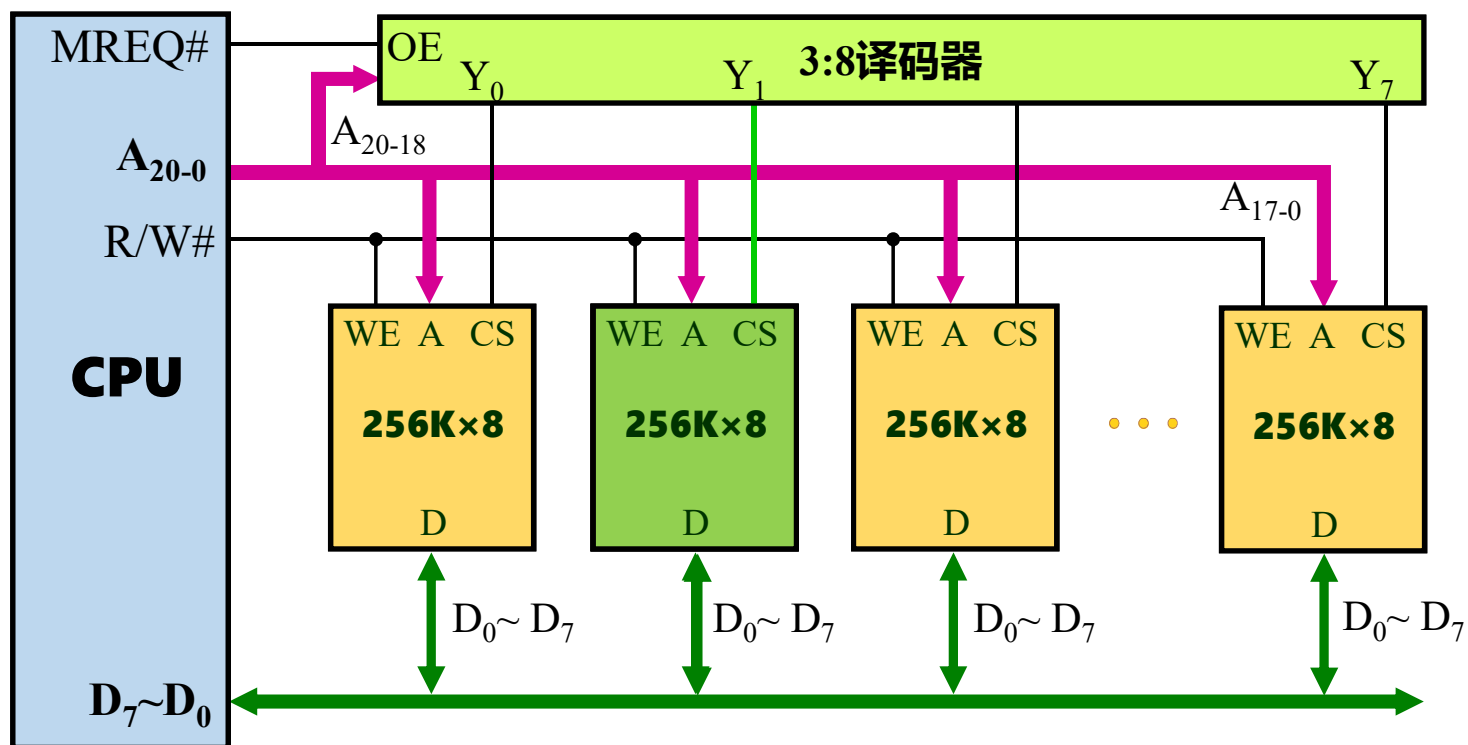 MREQ#
OE
3:8译码器
Y₀
Y₁
Y₇
A₂₀₋₁₈
A₂₀₋₀
A₁₇₋₀
R/W#
WE A CS
WE A CS
WE A CS
WE A CS
CPU
256K×8
256K×8
256K×8
256K×8
D
D
D
D
D₀~ D₇
D₀~ D₇
D₀~ D₇
D₀~ D₇
D₇~D₀